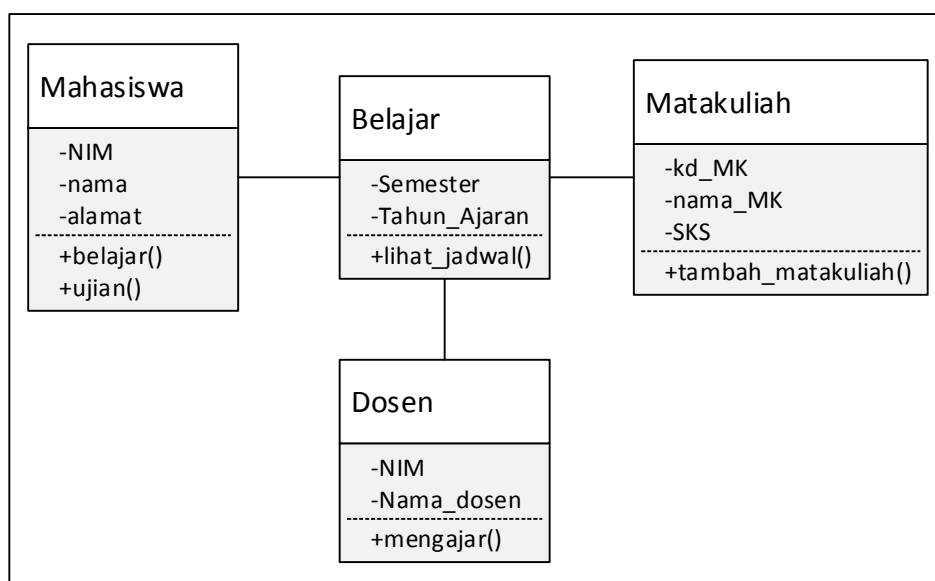 Mahasiswa
-NIM
-nama
-alamat
+belajar()
+ujian()
Belajar
-Semester
-Tahun_Ajaran
+lihat_jadwal()
Matakuliah
-kd_MK
-nama_MK
-SKS
+tambah_matakuliah()
Dosen
-NIM
-Nama_dosen
+mengajar()